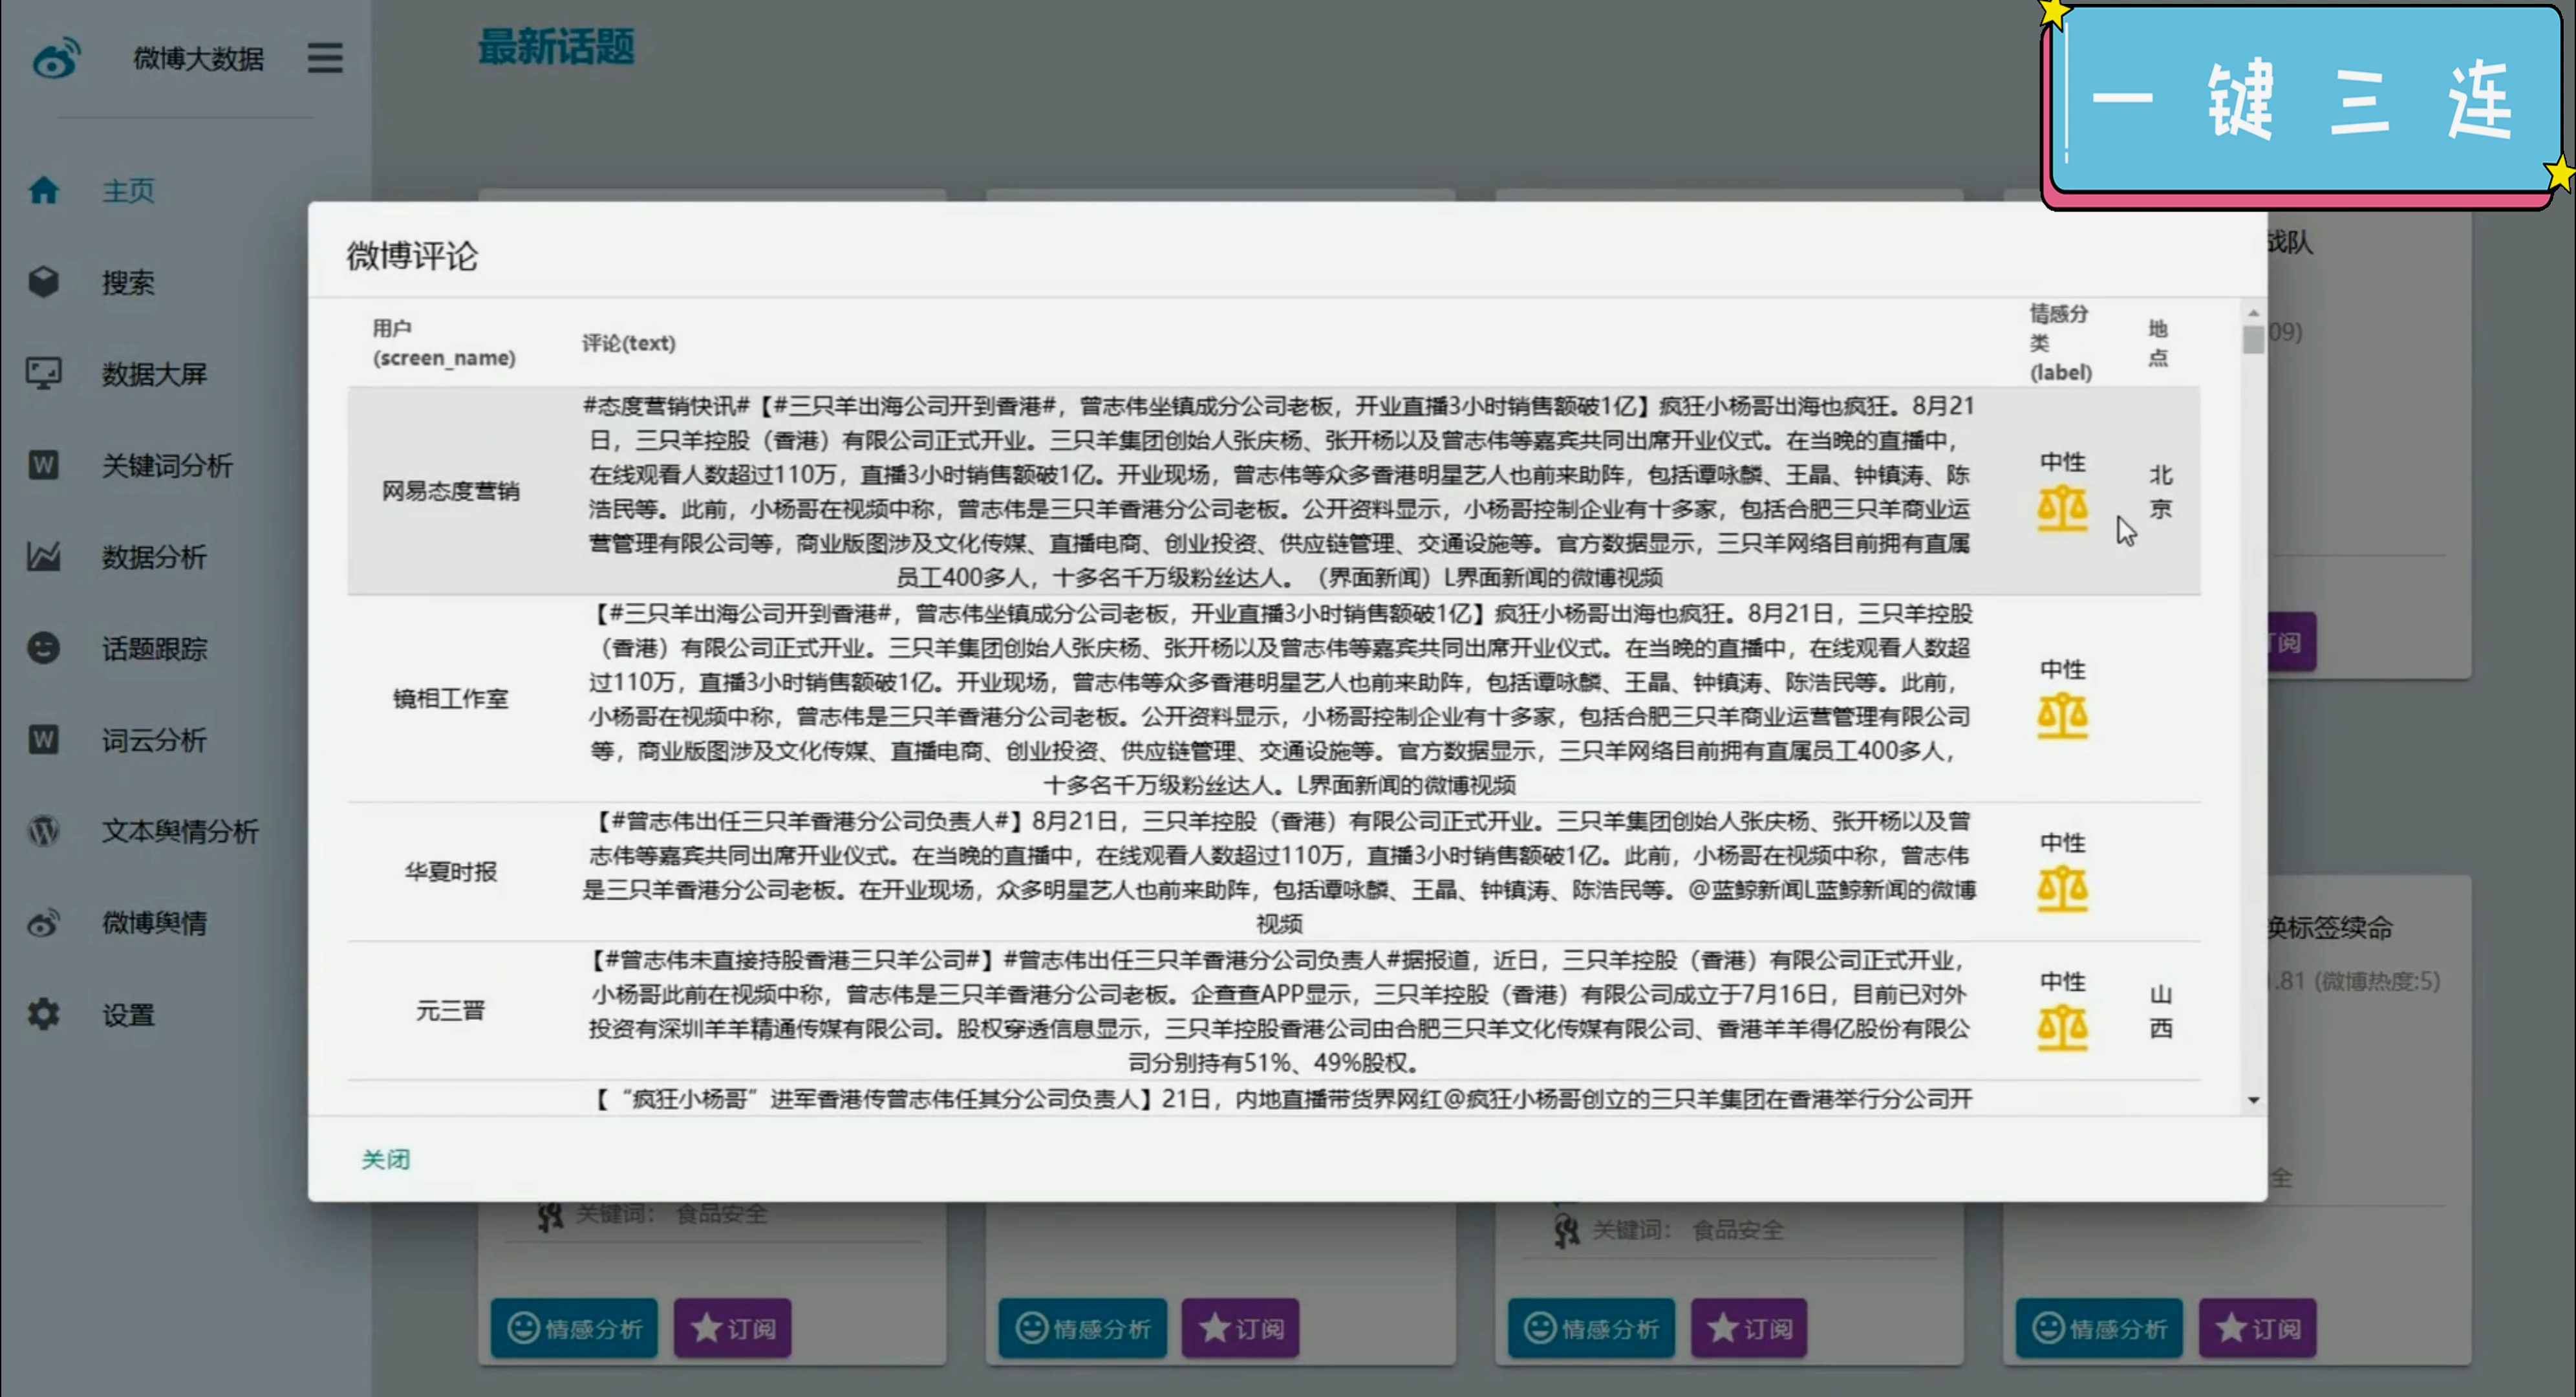 微博大数据
最新话题
一键三连
主页
搜索
数据大屏
关键词分析
数据分析
话题跟踪
词云分析
文本舆情分析
微博舆情
设置
微博评论
用户
(screen_name)
评论(text)
情感分
类
(label)
地
点
网易态度营销
#态度营销快讯#【#三只羊出海公司开到香港#，曾志伟坐镇成分公司老板，开业直播3小时销售额破1亿】疯狂小杨哥出海也疯狂。8月21
日，三只羊控股（香港）有限公司正式开业。三只羊集团创始人张庆杨、张开杨以及曾志伟等嘉宾共同出席开业仪式。在当晚的直播中，
在线观看人数超过110万，直播3小时销售额破1亿。开业现场，曾志伟等众多香港明星艺人也前来助阵，包括谭咏麟、王晶、钟镇涛、陈
浩民等。此前，小杨哥在视频中称，曾志伟是三只羊香港分公司老板。公开资料显示，小杨哥控制企业有十多家，包括合肥三只羊商业运
营管理有限公司等，商业版图涉及文化传媒、直播电商、创业投资、供应链管理、交通设施等。官方数据显示，三只羊网络目前拥有直属
员工400多人，十多名千万级粉丝达人。（界面新闻）L界面新闻的微博视频
中性
北
京
镜相工作室
【#三只羊出海公司开到香港#，曾志伟坐镇成分公司老板，开业直播3小时销售额破1亿】疯狂小杨哥出海也疯狂。8月21日，三只羊控股
（香港）有限公司正式开业。三只羊集团创始人张庆杨、张开杨以及曾志伟等嘉宾共同出席开业仪式。在当晚的直播中，在线观看人数超
过110万，直播3小时销售额破1亿。开业现场，曾志伟等众多香港明星艺人也前来助阵，包括谭咏麟、王晶、钟镇涛、陈浩民等。此前，
小杨哥在视频中称，曾志伟是三只羊香港分公司老板。公开资料显示，小杨哥控制企业有十多家，包括合肥三只羊商业运营管理有限公司
等，商业版图涉及文化传媒、直播电商、创业投资、供应链管理、交通设施等。官方数据显示，三只羊网络目前拥有直属员工400多人，
十多名千万级粉丝达人。L界面新闻的微博视频
中性
华夏时报
【#曾志伟出任三只羊香港分公司负责人#】8月21日，三只羊控股（香港）有限公司正式开业。三只羊集团创始人张庆杨、张开杨以及曾
志伟等嘉宾共同出席开业仪式。在当晚的直播中，在线观看人数超过110万，直播3小时销售额破1亿。此前，小杨哥在视频中称，曾志伟
是三只羊香港分公司老板。在开业现场，众多明星艺人也前来助阵，包括谭咏麟、王晶、钟镇涛、陈浩民等。@蓝鲸新闻L蓝鲸新闻的微博
视频
中性
元三晋
【#曾志伟未直接持股香港三只羊公司#】#曾志伟出任三只羊香港分公司负责人#据报道，近日，三只羊控股（香港）有限公司正式开业，
小杨哥此前在视频中称，曾志伟是三只羊香港分公司老板。企查查APP显示，三只羊控股（香港）有限公司成立于7月16日，目前已对外
投资有深圳羊羊精通传媒有限公司。股权穿透信息显示，三只羊控股香港公司由合肥三只羊文化传媒有限公司、香港羊羊得亿股份有限公
司分别持有51%、49%股权。
中性
山
西
【“疯狂小杨哥”进军香港传曾志伟任其分公司负责人】21日，内地直播带货界网红@疯狂小杨哥创立的三只羊集团在香港举行分公司开
关闭
战队
09)
订阅
换标签续命
.81 (微博热度:5)
全
关键词： 食品安全
关键词： 食品安全
情感分析 订阅
情感分析 订阅
情感分析 订阅
情感分析 订阅